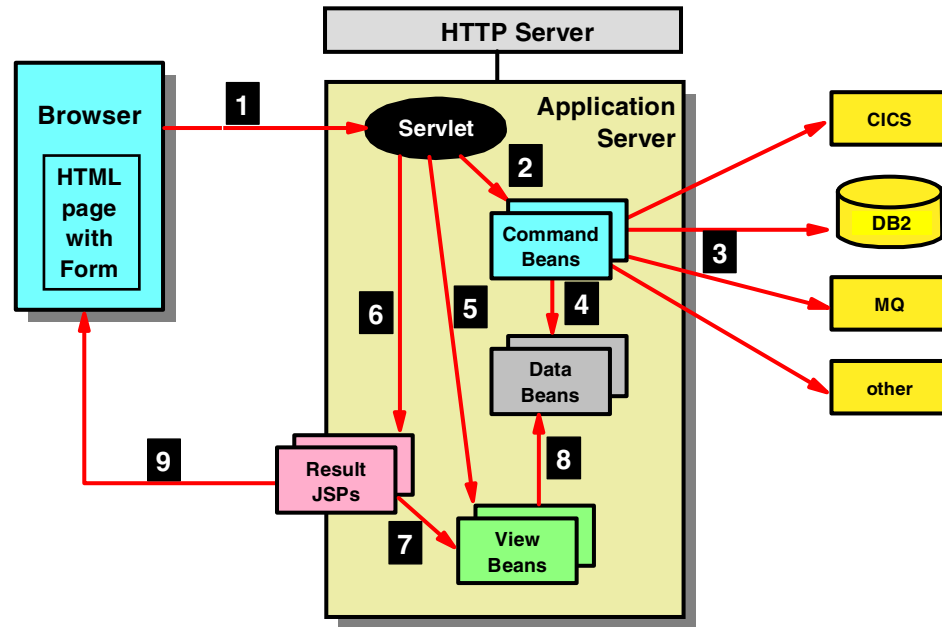 HTTP Server
Browser
HTML
page
with
Form
1
Servlet
Application
Server
2
Command
Beans
3
CICS
DB2
MQ
other
4
5
6
Data
Beans
8
9
Result
JSPs
7
View
Beans